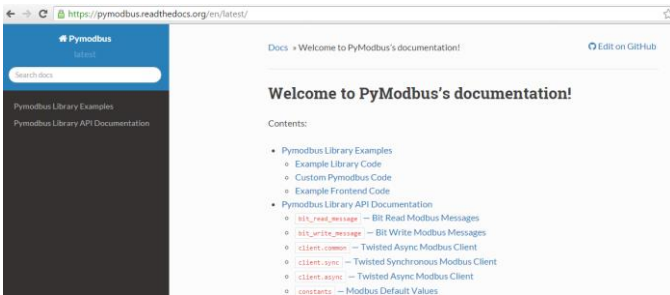 https://pymodbus.readthedocs.org/en/latest/
Pymodbus
latest
Search docs
Pymodbus Library Examples
Pymodbus Library API Documentation
Docs » Welcome to PyModbus's documentation!
Edit on GitHub
Welcome to PyModbus's documentation!
Contents:
Pymodbus Library Examples
Example Library Code
Custom Pymodbus Code
Example Frontend Code
Pymodbus Library API Documentation
bit_read_message — Bit Read Modbus Messages
bit_write_message — Bit Write Modbus Messages
client.common — Twisted Async Modbus Client
client.sync — Twisted Synchronous Modbus Client
client.async — Twisted Async Modbus Client
constants — Modbus Default Values